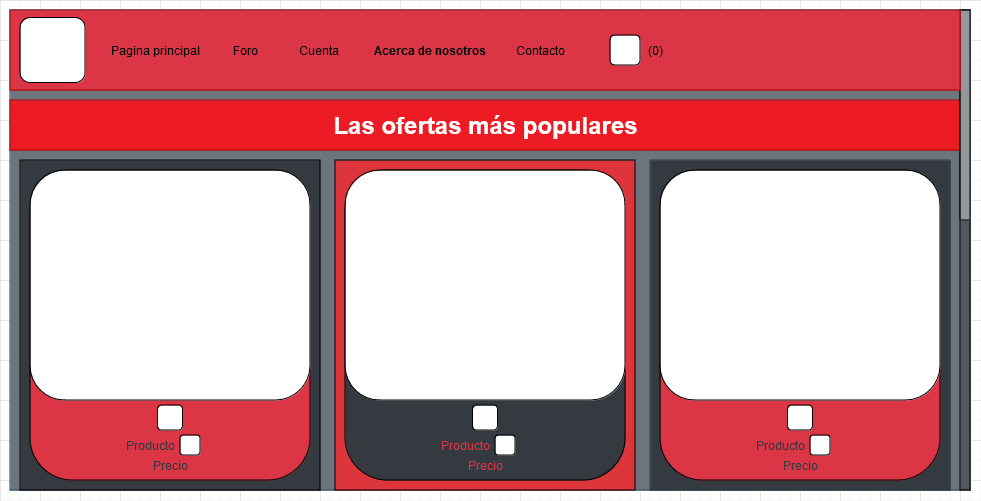 Pagina principal Foro Cuenta Acerca de nosotros Contacto (0)
Las ofertas más populares
Producto Producto Producto
Precio Precio Precio